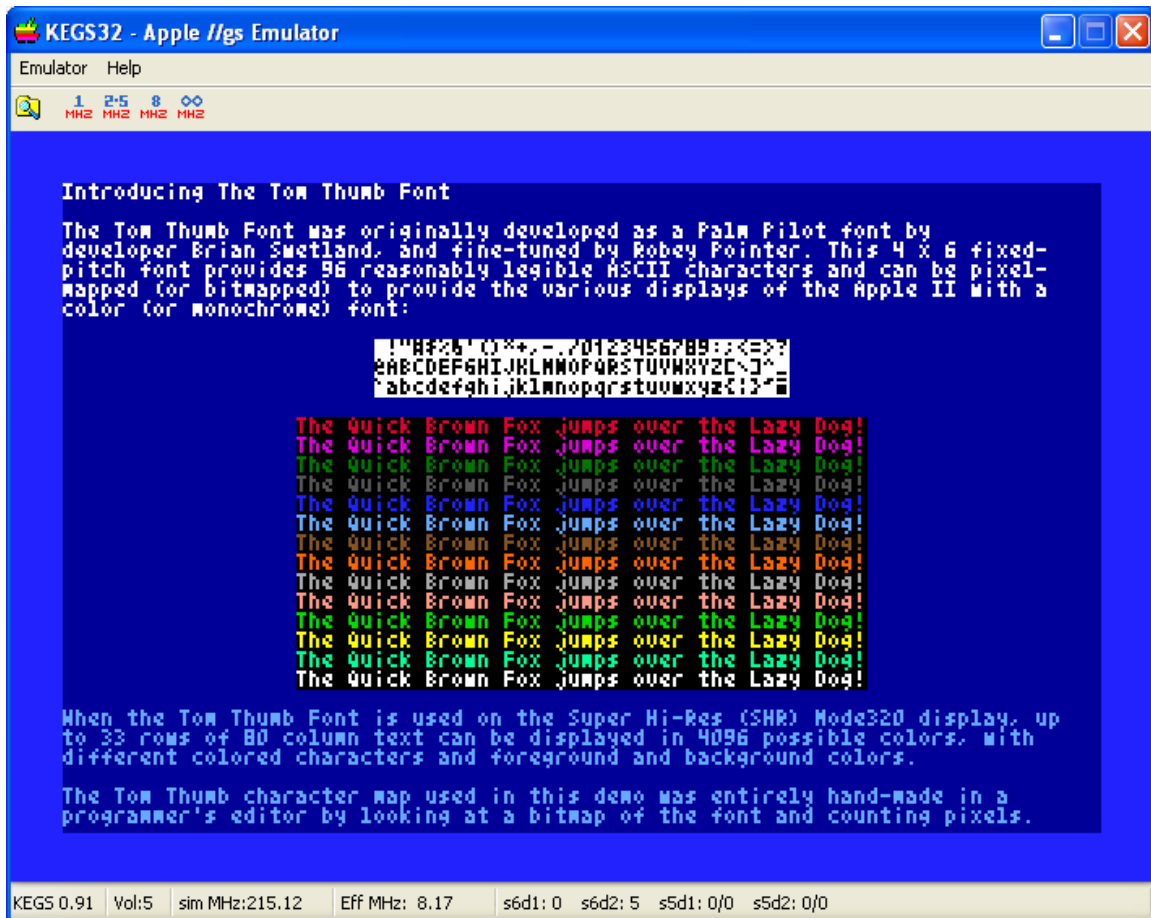 KEGS32 - Apple //gs Emulator
Emulator Help
1 MHZ 2·5 MHZ 8 MHZ ∞ MHZ
Introducing The Tom Thumb Font
The Tom Thumb Font was originally developed as a Palm Pilot font by
developer Brian Swetland, and fine-tuned by Robey Pointer. This 4 x 6 fixed-
pitch font provides 96 reasonably legible ASCII characters and can be pixel-
mapped (or bitmapped) to provide the various displays of the Apple II with a
color (or monochrome) font:
!"#$%&'()*+,-./0123456789:;<=>?
@ABCDEFGHIJKLMNOPQRSTUVWXYZ[\]^_
`abcdefghijklmnopqrstuvwxyz{|}~
The Quick Brown Fox jumps over the Lazy Dog!
The Quick Brown Fox jumps over the Lazy Dog!
The Quick Brown Fox jumps over the Lazy Dog!
The Quick Brown Fox jumps over the Lazy Dog!
The Quick Brown Fox jumps over the Lazy Dog!
The Quick Brown Fox jumps over the Lazy Dog!
The Quick Brown Fox jumps over the Lazy Dog!
The Quick Brown Fox jumps over the Lazy Dog!
The Quick Brown Fox jumps over the Lazy Dog!
The Quick Brown Fox jumps over the Lazy Dog!
The Quick Brown Fox jumps over the Lazy Dog!
The Quick Brown Fox jumps over the Lazy Dog!
The Quick Brown Fox jumps over the Lazy Dog!
The Quick Brown Fox jumps over the Lazy Dog!
When the Tom Thumb Font is used on the Super Hi-Res (SHR) Mode320 display, up
to 33 rows of 80 column text can be displayed in 4096 possible colors, with
different colored characters and foreground and background colors.
The Tom Thumb character map used in this demo was entirely hand-made in a
programmer's editor by looking at a bitmap of the font and counting pixels.
KEGS 0.91 Vol:5 sim MHz:215.12 Eff MHz: 8.17 s6d1: 0 s6d2: 5 s5d1: 0/0 s5d2: 0/0